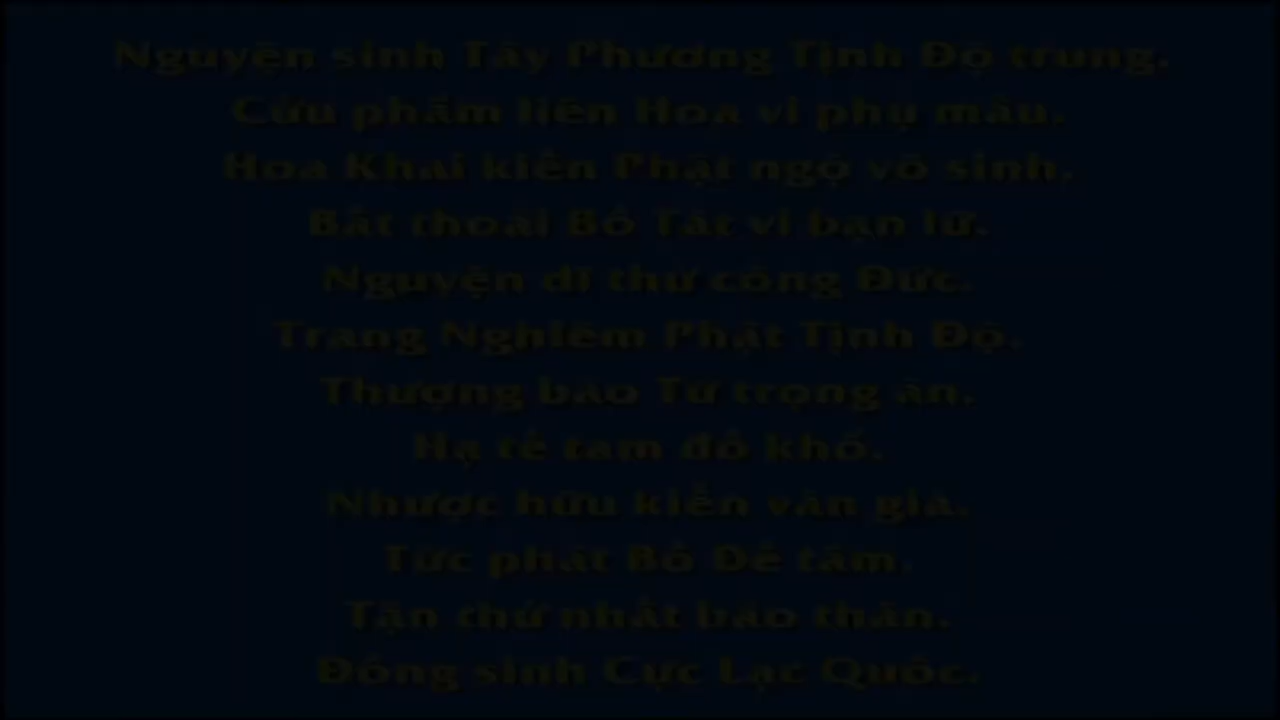 Nguyện sinh Tây Phương Tịnh Độ trung.
Cửu phẩm liên Hoa vi phụ mẫu.
Hoa Khai kiến Phật ngộ vô sinh.
Bất thoái Bồ Tát vi bạn lữ.
Nguyện dĩ thử công Đức.
Trang Nghiêm Phật Tịnh Độ.
Thượng báo Tứ trọng ân.
Hạ tế tam đồ khổ.
Nhược hữu kiến văn giả.
Tức phát Bồ Đề tâm.
Tận thử nhất báo thân.
Đồng sinh Cực Lạc Quốc.